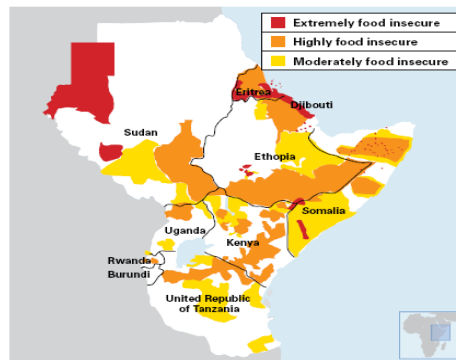 Extremely food insecure
Highly food insecure
Moderately food insecure
Eritrea
Djibouti
Sudan
Ethiopia
Somalia
Uganda
Kenya
Rwanda
Burundi
United Republic
of Tanzania